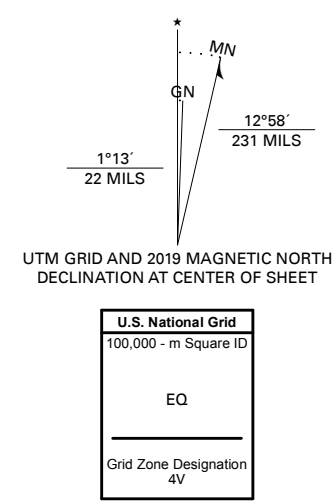 ★
MN
GN
12°58´
231 MILS
1°13´
22 MILS
UTM GRID AND 2019 MAGNETIC NORTH
DECLINATION AT CENTER OF SHEET
U.S. National Grid
100,000 - m Square ID
EQ
Grid Zone Designation
4V